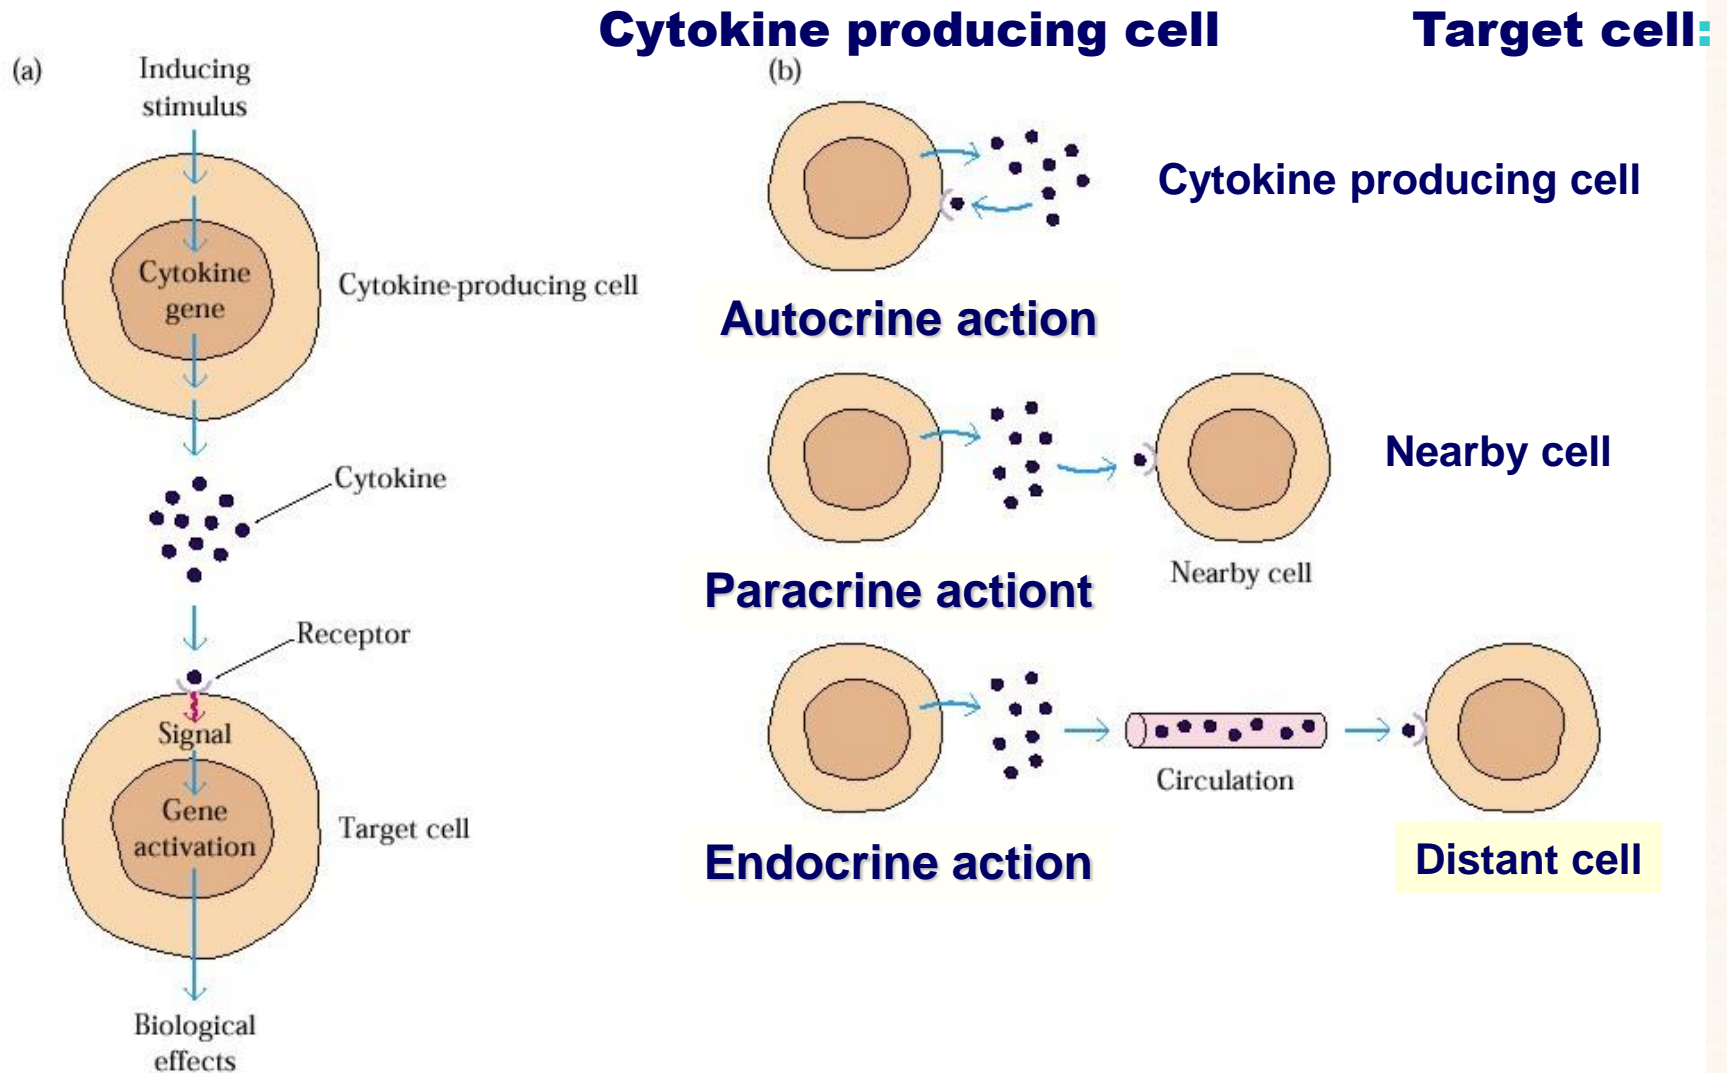 Cytokine producing cell
Target cell:
(a)
Inducing
stimulus
Cytokine
gene
Cytokine-producing cell
Cytokine
Receptor
Signal
Gene
activation
Target cell
Biological
effects
(b)
Cytokine producing cell
Autocrine action
Nearby cell
Nearby cell
Paracrine actiont
Circulation
Endocrine action
Distant cell